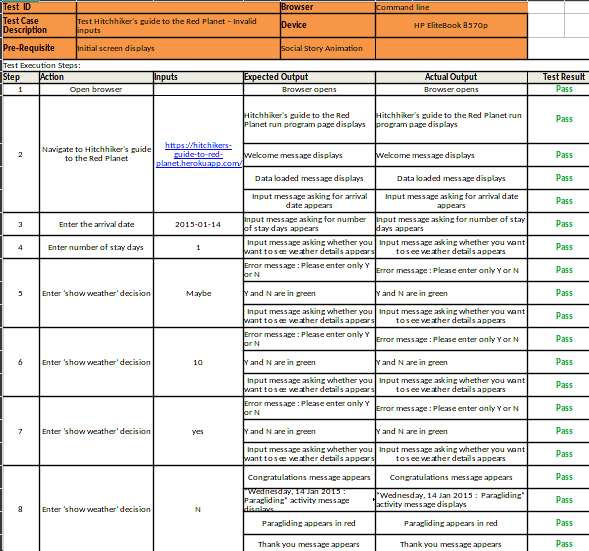 Test ID Browser Command line
Test Case Description Test Hitchhiker's guide to the Red Planet – Invalid inputs Device HP EliteBook 8570p
Pre-Requisite Initial screen displays Social Story Animation
Test Execution Steps:
Step Action Inputs Expected Output Actual Output Test Result
1 Open browser Browser opens Browser opens Pass
2 Navigate to Hitchhiker's guide to the Red Planet https://hitchikers-guide-to-red-planet.herokuapp.com/ Hitchhiker's guide to the Red Planet run program page displays Hitchhiker's guide to the Red Planet run program page displays Pass
Welcome message displays Welcome message displays Pass
Data loaded message displays Data loaded message displays Pass
Input message asking for arrival date appears Input message asking for arrival date appears Pass
3 Enter the arrival date 2015-01-14 Input message asking for number of stay days appears Input message asking for number of stay days appears Pass
4 Enter number of stay days 1 Input message asking whether you want to see weather details appears Input message asking whether you want to see weather details appears Pass
5 Enter 'show weather' decision Maybe Error message : Please enter only Y or N Error message : Please enter only Y or N Pass
Y and N are in green Y and N are in green Pass
Input message asking whether you want to see weather details appears Input message asking whether you want to see weather details appears Pass
6 Enter 'show weather' decision 10 Error message : Please enter only Y or N Error message : Please enter only Y or N Pass
Y and N are in green Y and N are in green Pass
Input message asking whether you want to see weather details appears Input message asking whether you want to see weather details appears Pass
7 Enter 'show weather' decision yes Error message : Please enter only Y or N Error message : Please enter only Y or N Pass
Y and N are in green Y and N are in green Pass
Input message asking whether you want to see weather details appears Input message asking whether you want to see weather details appears Pass
8 Enter 'show weather' decision N Congratulations message appears Congratulations message appears Pass
"Wednesday, 14 Jan 2015 : Paragliding" activity message displays "Wednesday, 14 Jan 2015 : Paragliding" activity message displays Pass
Paragliding appears in red Paragliding appears in red Pass
Thank you message appears Thank you message appears Pass